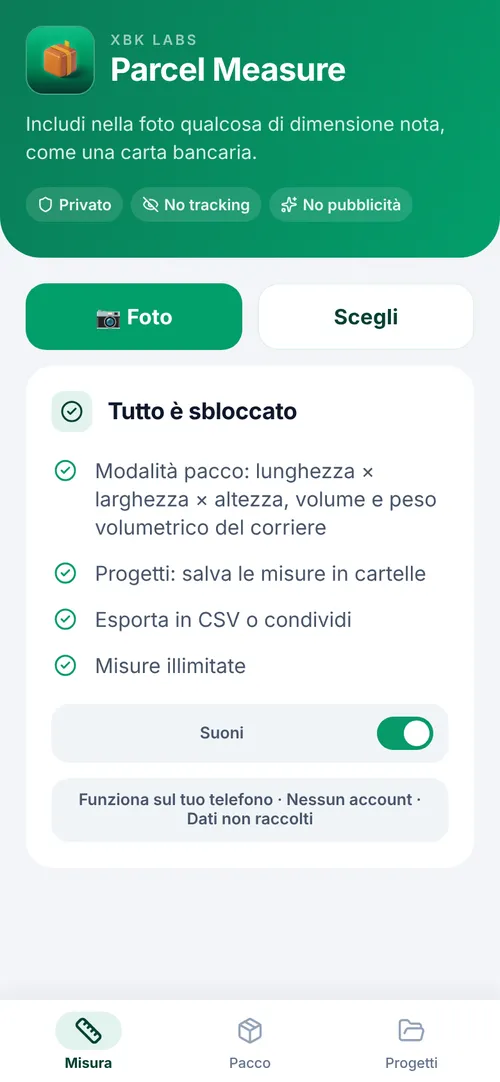 XBK LABS
Parcel Measure
Includi nella foto qualcosa di dimensione nota,
come una carta bancaria.
Privato
No tracking
No pubblicità
Foto
Scegli
Tutto è sbloccato
Modalità pacco: lunghezza ×
larghezza × altezza, volume e peso
volumetrico del corriere
Progetti: salva le misure in cartelle
Esporta in CSV o condividi
Misure illimitate
Suoni
Funziona sul tuo telefono · Nessun account ·
Dati non raccolti
Misura
Pacco
Progetti